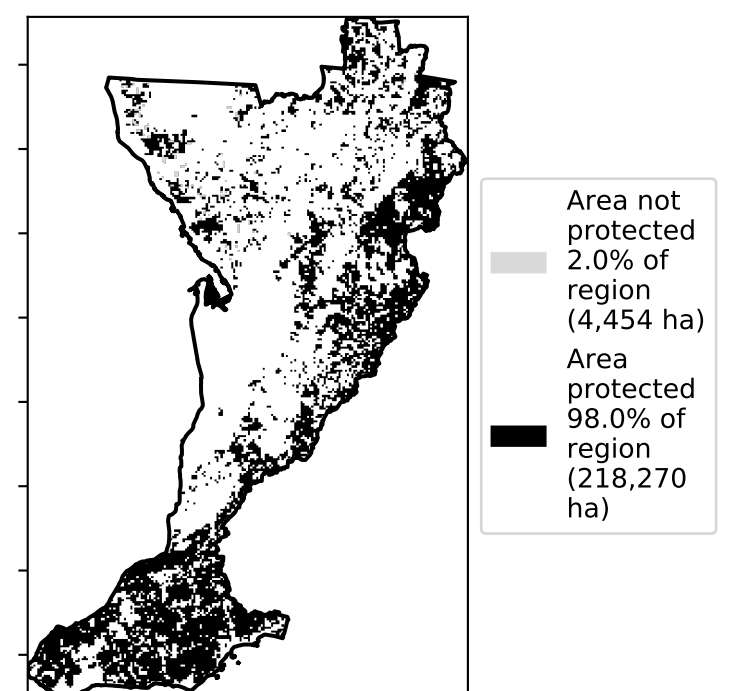 Area not
protected
2.0% of
region
(4,454 ha)
Area
protected
98.0% of
region
(218,270
ha)